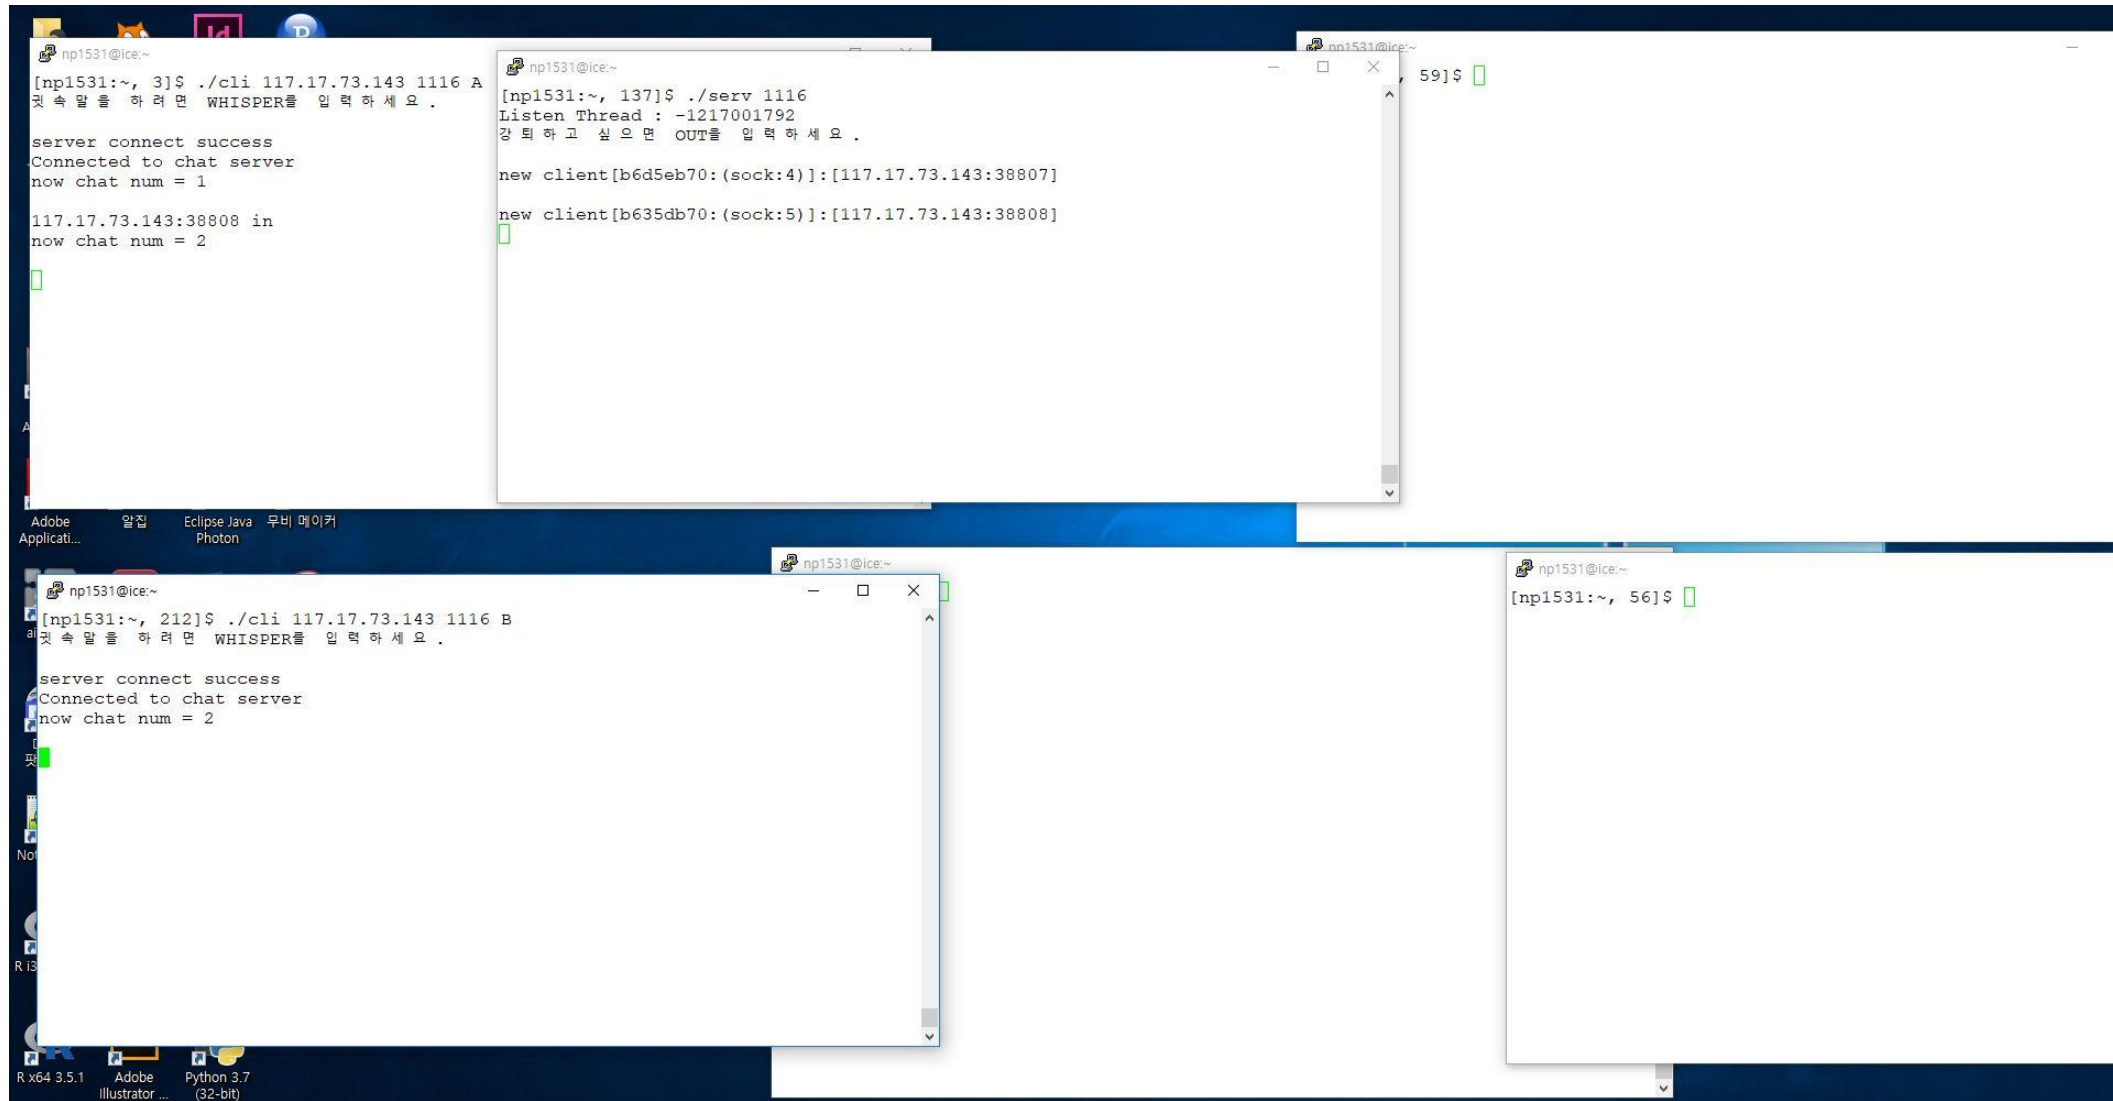 np1531@ice:~
[np1531:~, 3]$ ./cli 117.17.73.143 1116 A
귓속말을 하려면 WHISPER를 입력하세요.
server connect success
Connected to chat server
now chat num = 1
117.17.73.143:38808 in
now chat num = 2
np1531@ice:~
[np1531:~, 137]$ ./serv 1116
Listen Thread : -1217001792
강퇴하고 싶으면 OUT을 입력하세요.
new client[b6d5eb70:(sock:4)]:[117.17.73.143:38807]
new client[b635db70:(sock:5)]:[117.17.73.143:38808]
np1531@ice:~
, 59]$
Adobe Applicati...
알집
Eclipse Java Photon
무비 메이커
np1531@ice:~
[np1531:~, 212]$ ./cli 117.17.73.143 1116 B
귓속말을 하려면 WHISPER를 입력하세요.
server connect success
Connected to chat server
now chat num = 2
np1531@ice:~
np1531@ice:~
[np1531:~, 56]$
R x64 3.5.1
Adobe Illustrator ...
Python 3.7 (32-bit)